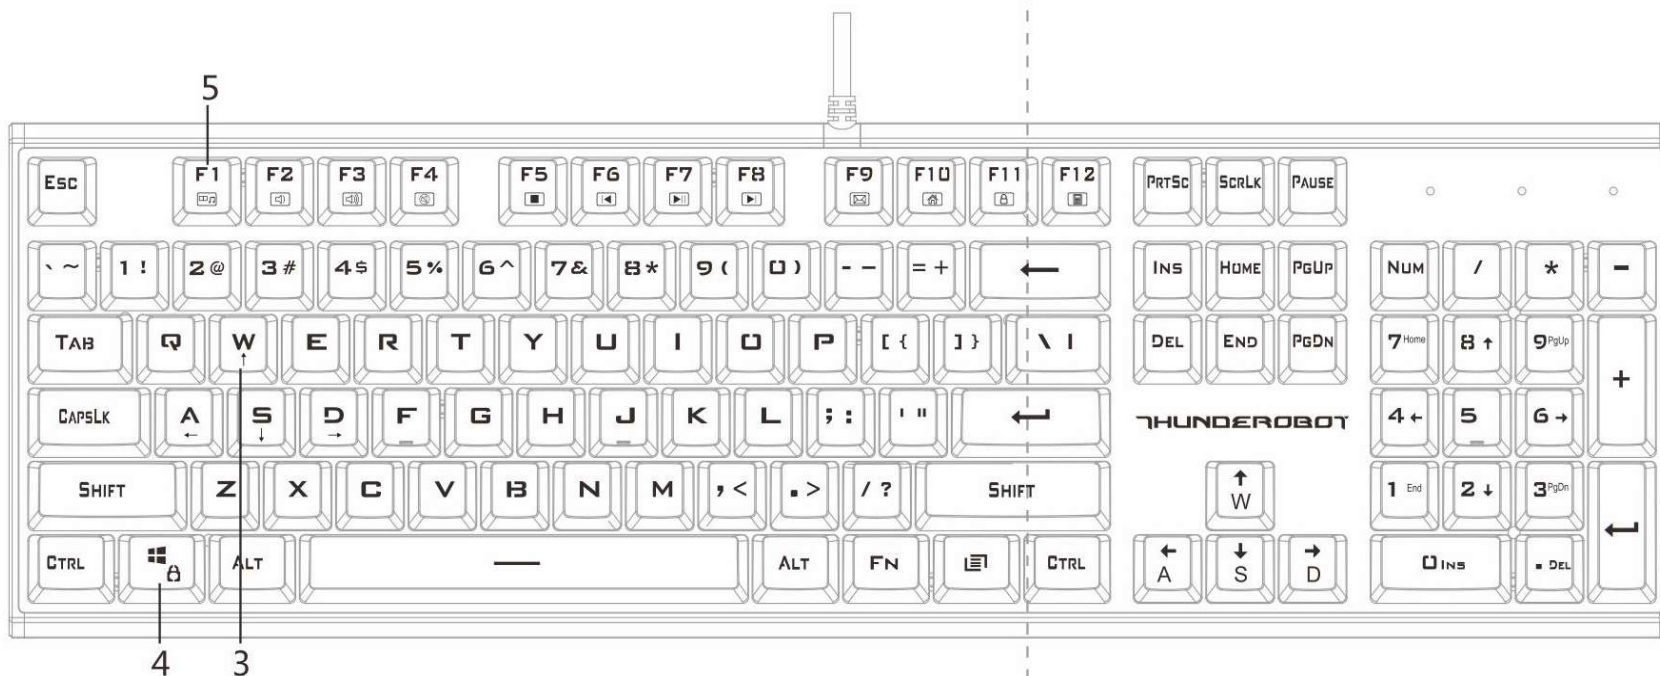 5
Esc F1 F2 F3 F4 F5 F6 F7 F8 F9 F10 F11 F12 PrtSc ScrLk Pause
` ~ 1 ! 2 @ 3 # 4 $ 5 % 6 ^ 7 & 8 * 9 ( 0 ) - - = + ← Ins Home PgUp Num / * -
Tab Q W E R T Y U I O P [ { ] } \ | Del End PgDn 7 Home 8 ↑ 9 PgUp +
↑
CapsLk A S D F G H J K L ; : ' " ↵ THUNDEROBOT 4 ← 5 6 →
← ↓ →
Shift Z X C V B N M , < . > / ? Shift ↑ W 1 End 2 ↓ 3 PgDn ↵
Ctrl Alt — Alt Fn Ctrl ← A ↓ S → D 0 Ins . Del
4 3